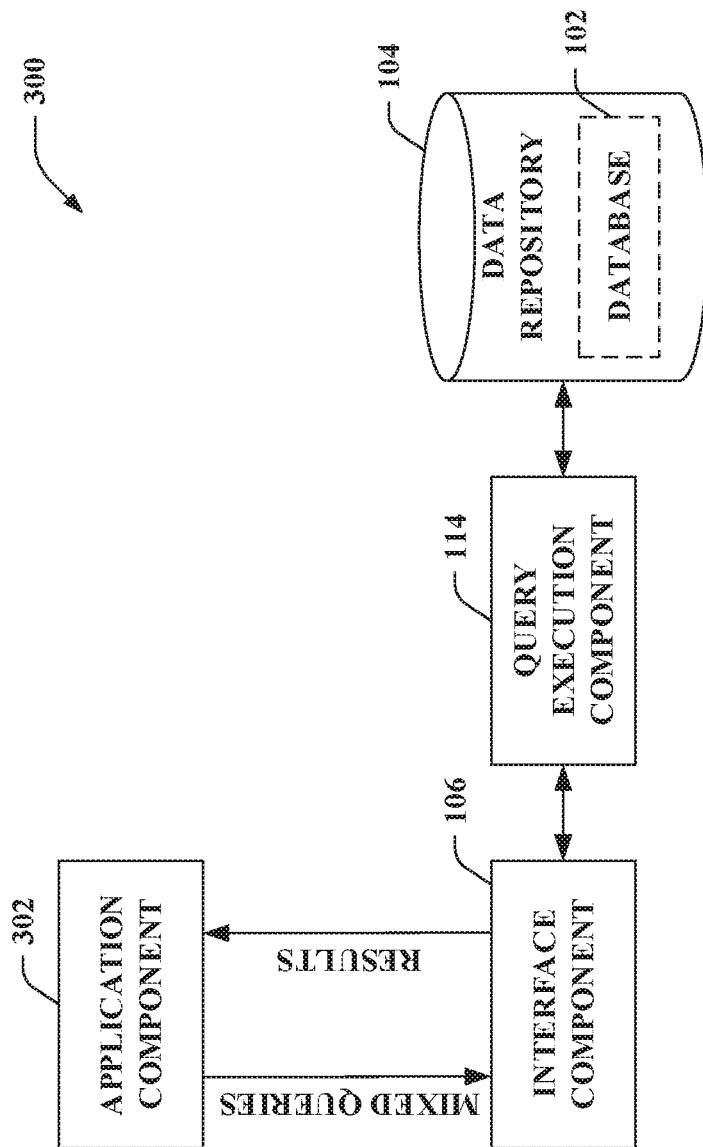 300
302
APPLICATION
COMPONENT
MIXED QUERIES
RESULTS
106
INTERFACE
COMPONENT
114
QUERY
EXECUTION
COMPONENT
104
DATA
REPOSITORY
102
DATABASE